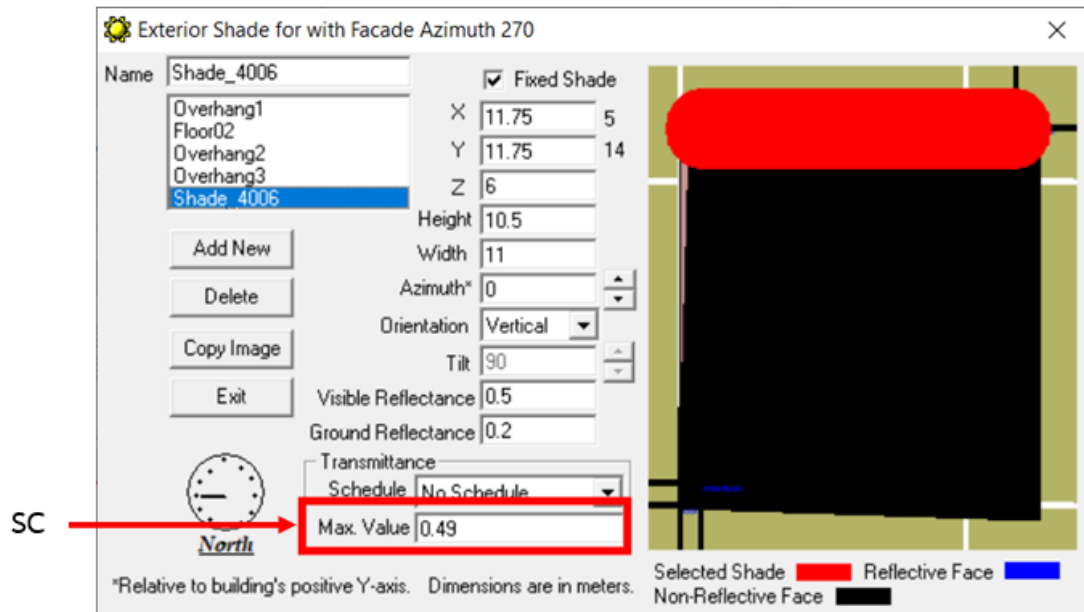 Exterior Shade for with Facade Azimuth 270
Name Shade_4006
Fixed Shade
Overhang1
Floor02
Overhang2
Overhang3
Shade_4006
X 11.75 5
Y 11.75 14
Z 6
Height 10.5
Width 11
Azimuth* 0
Orientation Vertical
Tilt 90
Visible Reflectance 0.5
Ground Reflectance 0.2
Add New
Delete
Copy Image
Exit
North
Transmittance
Schedule No Schedule
SC
Max. Value 0.49
*Relative to building's positive Y-axis. Dimensions are in meters.
Selected Shade Reflective Face
Non-Reflective Face